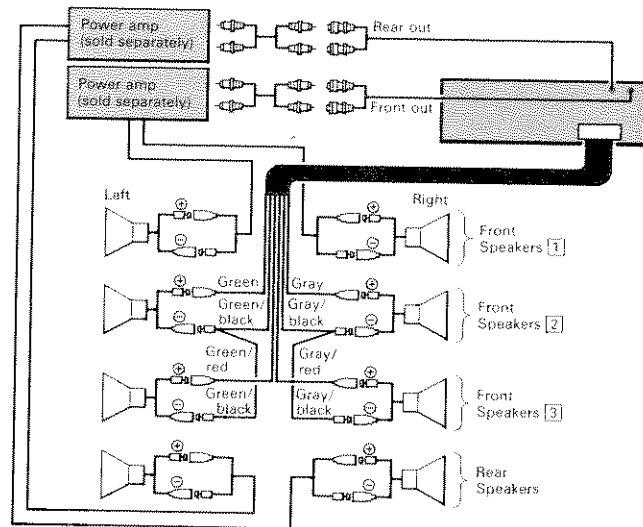 Power amp
(sold separately)
Rear out
Power amp
(sold separately)
Front out
Left
Right
⊕
⊖
⊕
⊖
Front
Speakers 1
Green
Green/
black
Gray
Gray/
black
⊕
⊖
⊕
⊖
Front
Speakers 2
Green/
red
Green/
black
Gray/
red
Gray/
black
⊕
⊖
⊕
⊖
Front
Speakers 3
⊕
⊖
⊕
⊖
Rear
Speakers